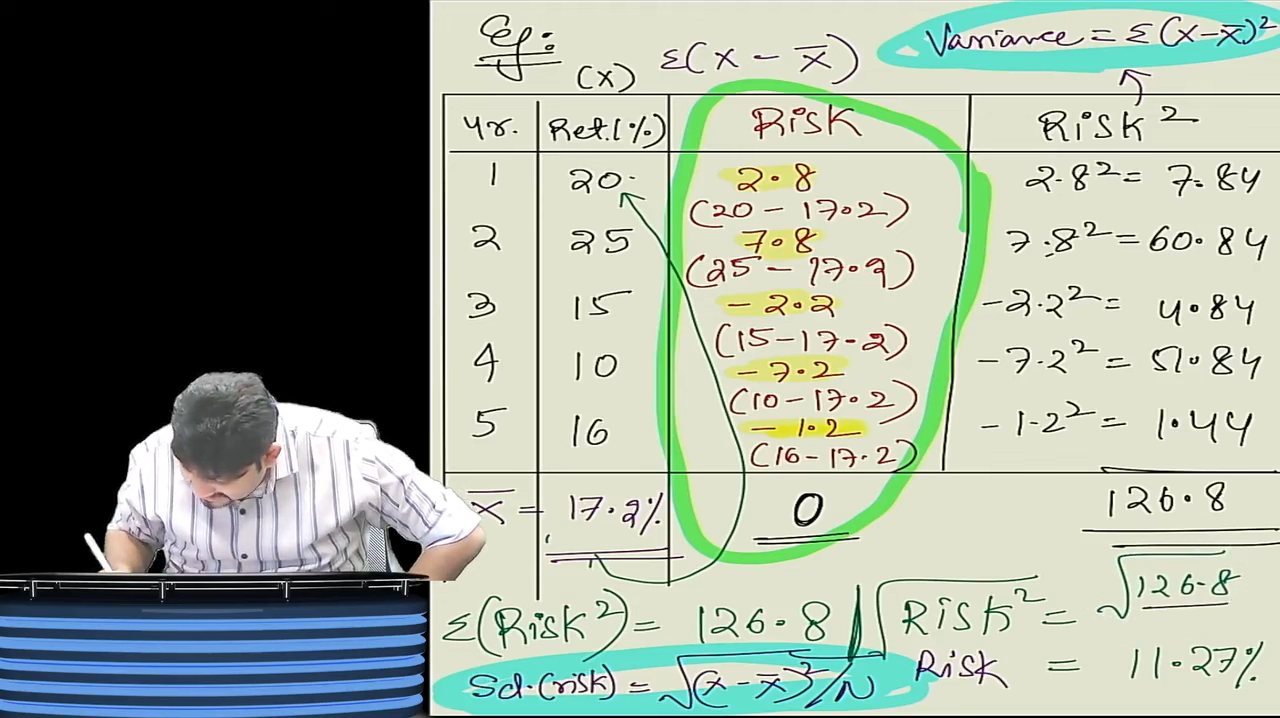 Eg:
(X) Σ(X – X̄) Variance = Σ(X-X̄)²
Yr. Ret.(%) Risk Risk²
1 20 2.8 2.8² = 7.84
(20 – 17.2)
2 25 7.8 7.8² = 60.84
(25 – 17.2)
3 15 –2.2 –2.2² = 4.84
(15–17.2)
4 10 –7.2 –7.2² = 51.84
(10–17.2)
5 16 –1.2 –1.2² = 1.44
(16–17.2)
X̄ = 17.2% 0 126.8
Σ(Risk²) = 126.8 √Risk² = √126.8
Sd.(risk) = √(x – x̄)²/N Risk = 11.27%